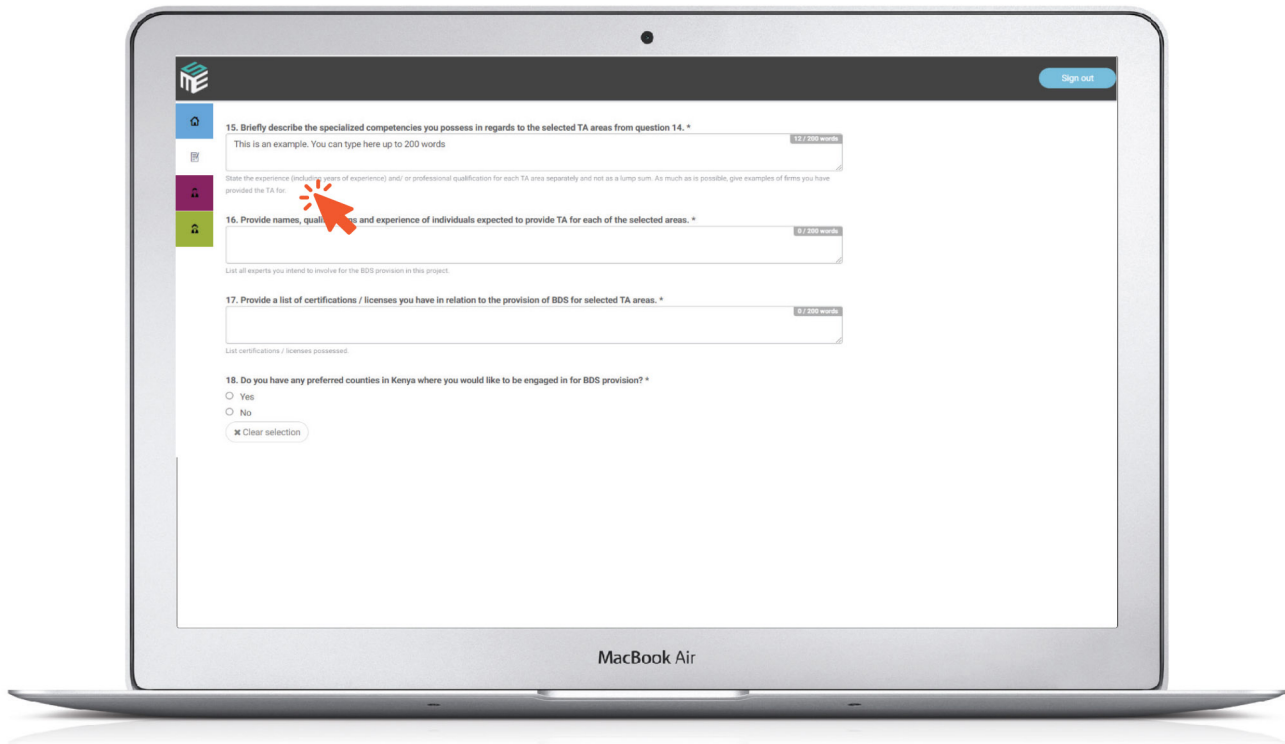 SME
Sign out
15. Briefly describe the specialized competencies you possess in regards to the selected TA areas from question 14. *
12 / 200 words
This is an example. You can type here up to 200 words
State the experience (including years of experience) and/ or professional qualification for each TA area separately and not as a lump sum. As much as is possible, give examples of firms you have
provided the TA for.
16. Provide names, and experience of individuals expected to provide TA for each of the selected areas. *
0 / 200 words
List all experts you intend to involve for the BDS provision in this project.
17. Provide a list of certifications / licenses you have in relation to the provision of BDS for selected TA areas. *
0 / 200 words
List certifications / licenses possessed.
18. Do you have any preferred counties in Kenya where you would like to be engaged in for BDS provision? *
Yes
No
✖ Clear selection
MacBook Air